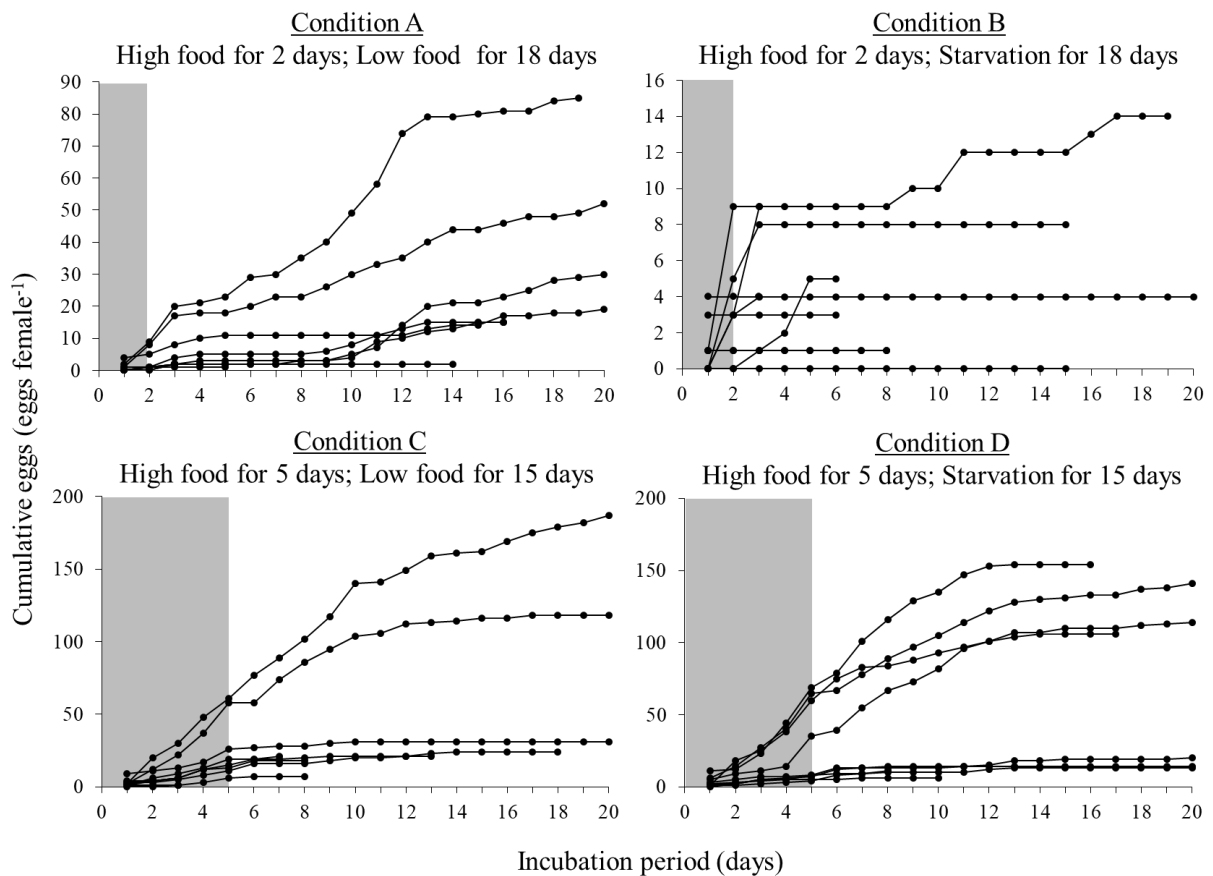 Condition A
High food for 2 days; Low food for 18 days
90
80
70
60
50
40
30
20
10
0
0 2 4 6 8 10 12 14 16 18 20
Condition B
High food for 2 days; Starvation for 18 days
16
14
12
10
8
6
4
2
0
0 2 4 6 8 10 12 14 16 18 20
Cumulative eggs (eggs female-1)
Condition C
High food for 5 days; Low food for 15 days
200
150
100
50
0
0 2 4 6 8 10 12 14 16 18 20
Condition D
High food for 5 days; Starvation for 15 days
200
150
100
50
0
0 2 4 6 8 10 12 14 16 18 20
Incubation period (days)